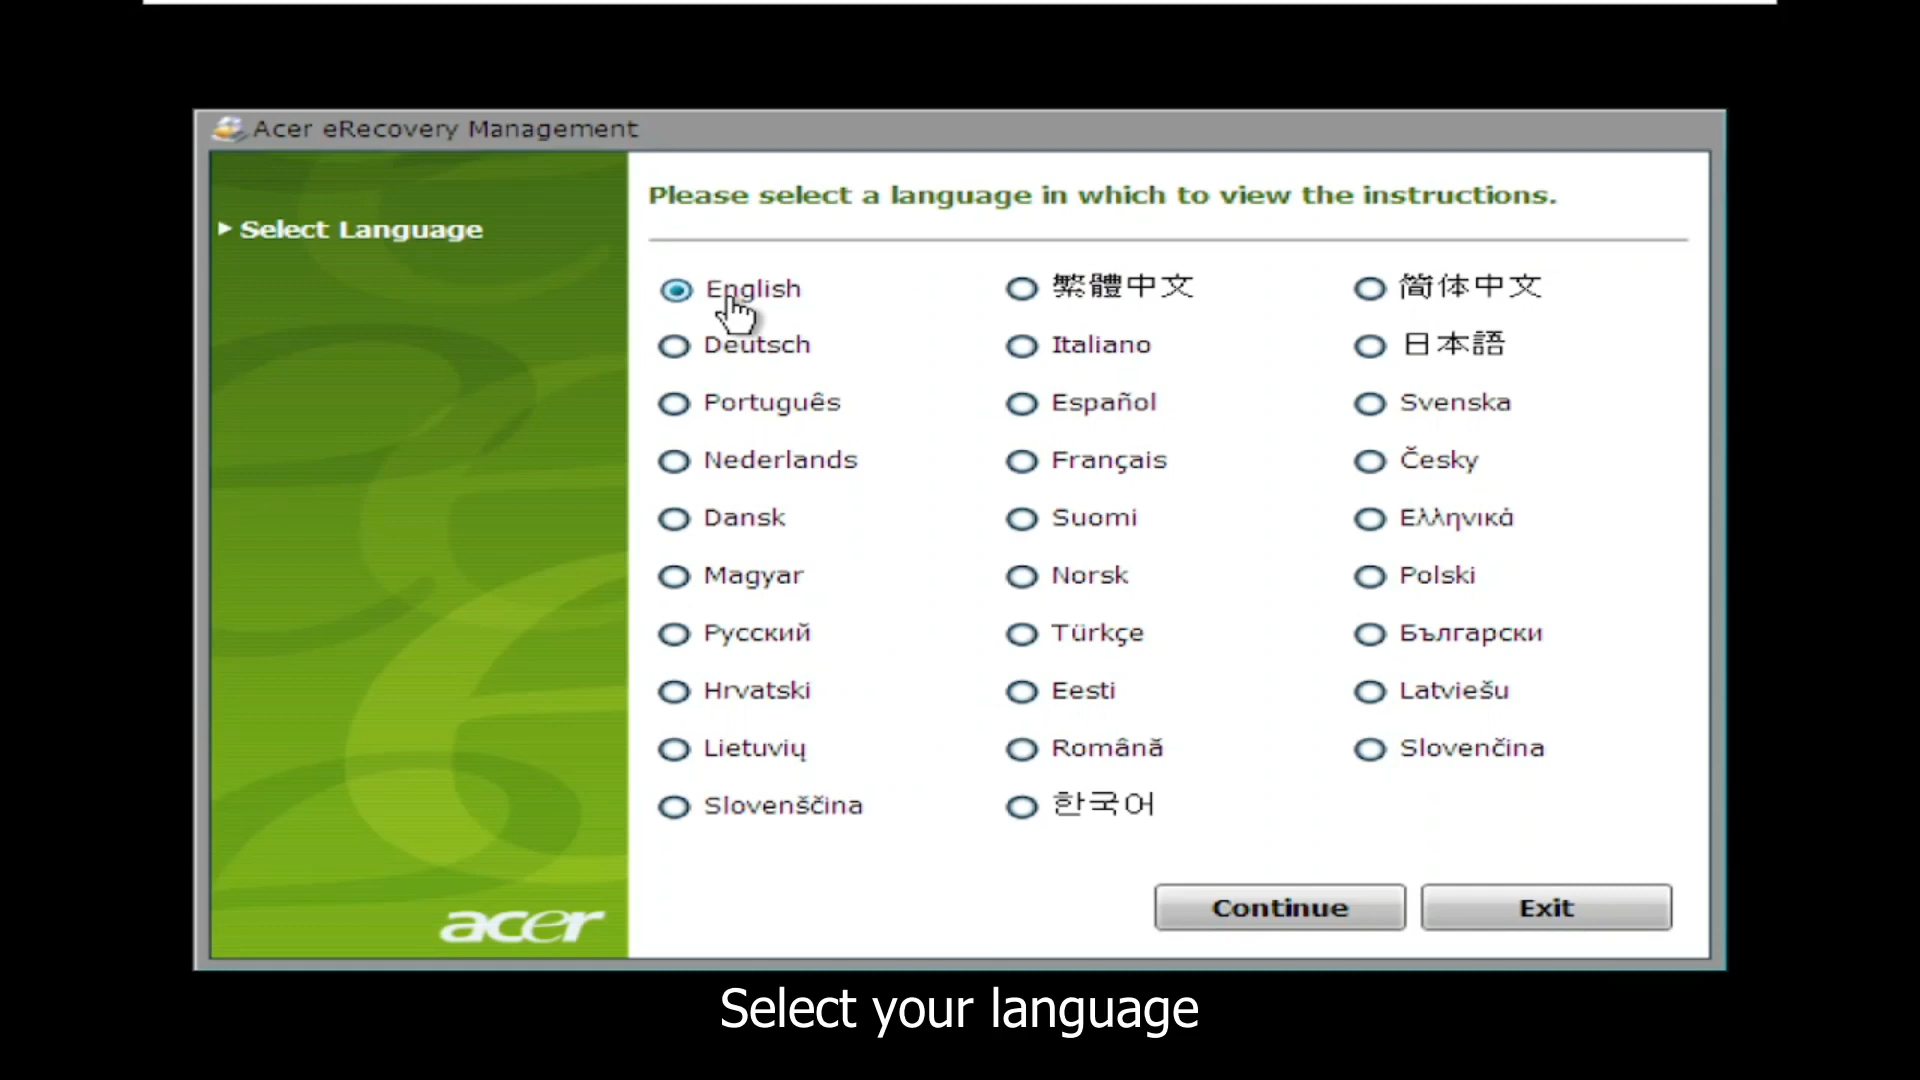 Acer eRecovery Management
Select Language
Please select a language in which to view the instructions.
English
繁體中文
简体中文
Deutsch
Italiano
日本語
Português
Español
Svenska
Nederlands
Français
Česky
Dansk
Suomi
Ελληνικά
Magyar
Norsk
Polski
Русский
Türkçe
Български
Hrvatski
Eesti
Latviešu
Lietuvių
Română
Slovenčina
Slovenščina
한국어
acer
Continue
Exit
Select your language